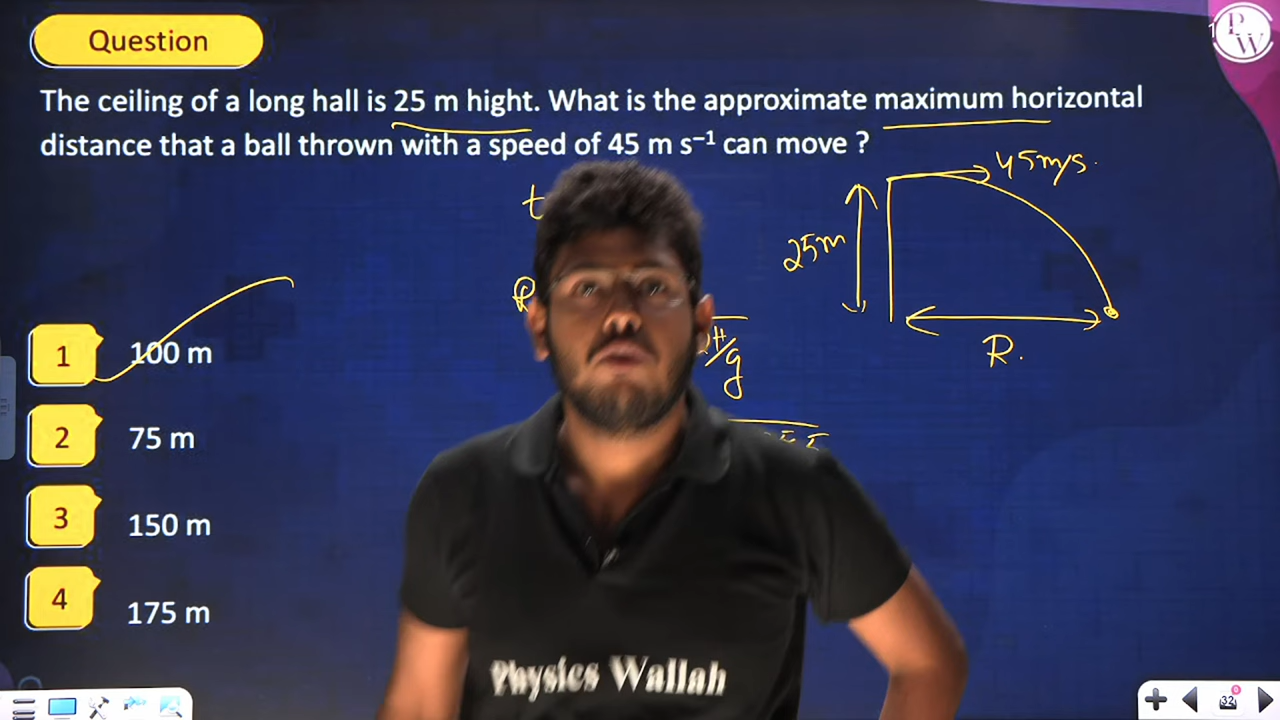 Question
The ceiling of a long hall is 25 m hight. What is the approximate maximum horizontal
distance that a ball thrown with a speed of 45 m s⁻¹ can move ?
45m/s.
t
25m
R.
1 100 m
2 75 m
3 150 m
4 175 m
Physics Wallah
PW
32